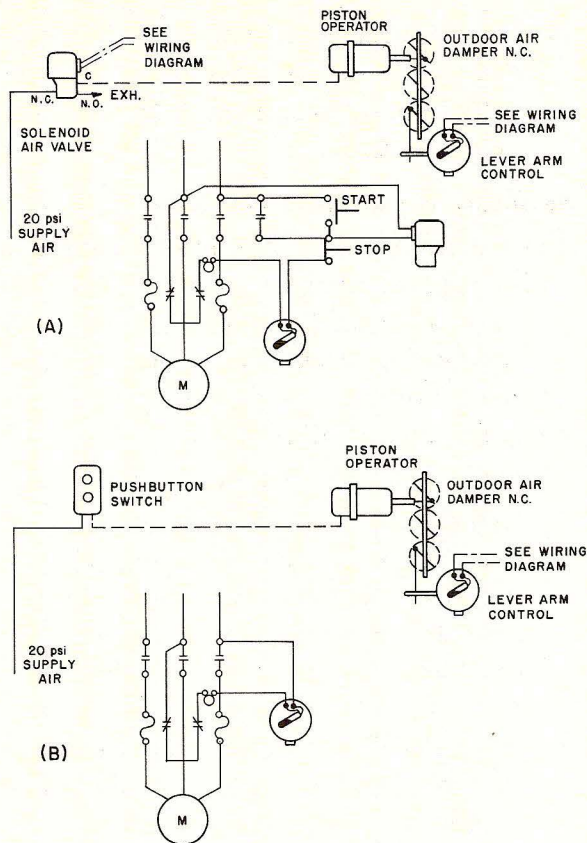 SEE
WIRING
DIAGRAM
C
N.C.
N.O.
EXH.
SOLENOID
AIR VALVE
20 psi
SUPPLY
AIR
PISTON
OPERATOR
OUTDOOR AIR
DAMPER N.C.
SEE WIRING
DIAGRAM
LEVER ARM
CONTROL
START
STOP
M
(A)
PUSHBUTTON
SWITCH
PISTON
OPERATOR
OUTDOOR AIR
DAMPER N.C.
SEE WIRING
DIAGRAM
LEVER ARM
CONTROL
20 psi
SUPPLY
AIR
M
(B)